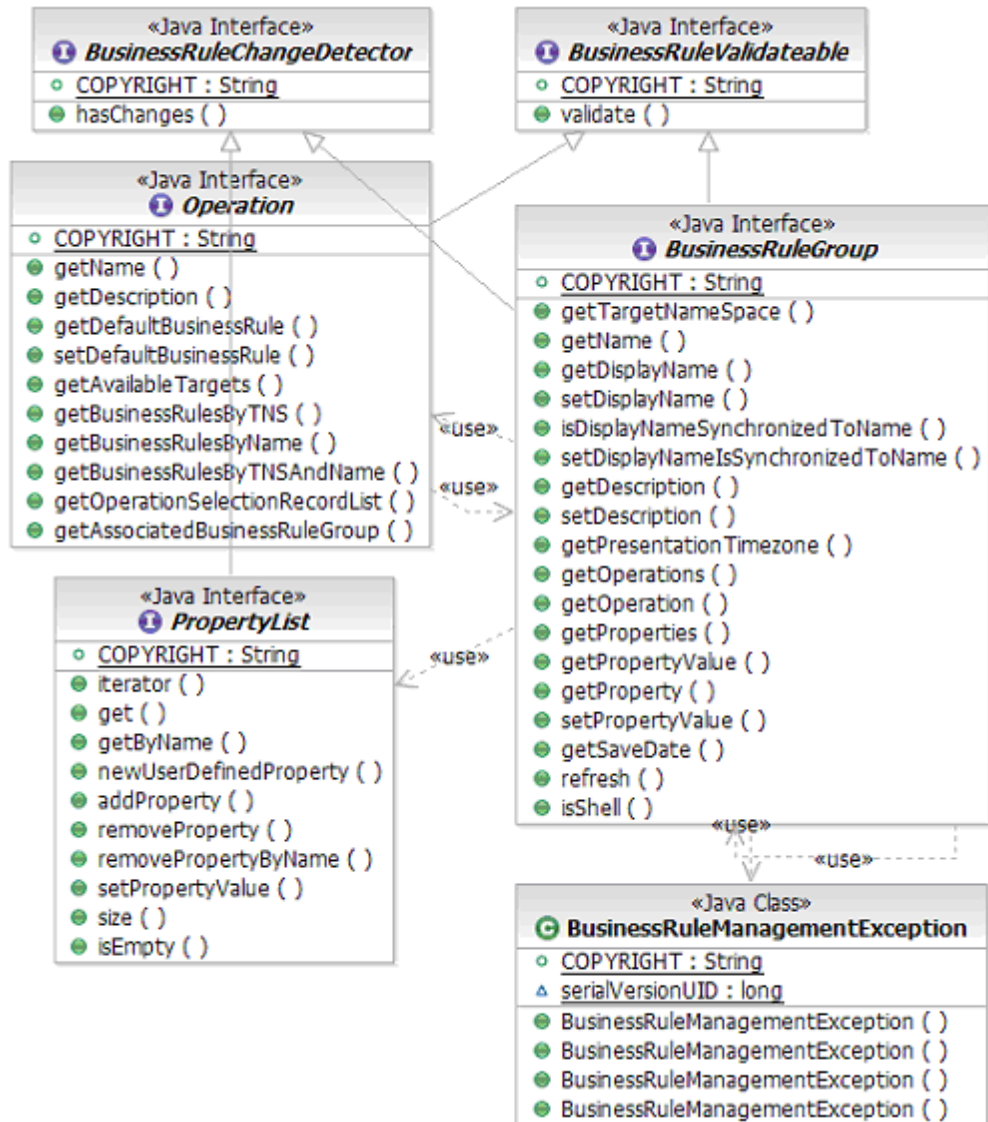 «Java Interface»
BusinessRuleChangeDetector
COPYRIGHT : String
hasChanges ( )
«Java Interface»
BusinessRuleValidateable
COPYRIGHT : String
validate ( )
«Java Interface»
Operation
COPYRIGHT : String
getName ( )
getDescription ( )
getDefaultBusinessRule ( )
setDefaultBusinessRule ( )
getAvailableTargets ( )
getBusinessRulesByTNS ( )
getBusinessRulesByName ( )
getBusinessRulesByTNSAndName ( )
getOperationSelectionRecordList ( )
getAssociatedBusinessRuleGroup ( )
«use»
«use»
«Java Interface»
BusinessRuleGroup
COPYRIGHT : String
getTargetNameSpace ( )
getName ( )
getDisplayName ( )
setDisplayName ( )
isDisplayNameSynchronizedToName ( )
setDisplayNameIsSynchronizedToName ( )
getDescription ( )
setDescription ( )
getPresentationTimezone ( )
getOperations ( )
getOperation ( )
getProperties ( )
getPropertyValue ( )
getProperty ( )
setPropertyValue ( )
getSaveDate ( )
refresh ( )
isShell ( )
«Java Interface»
PropertyList
COPYRIGHT : String
iterator ( )
get ( )
getByName ( )
newUserDefinedProperty ( )
addProperty ( )
removeProperty ( )
removePropertyByName ( )
setPropertyValue ( )
size ( )
isEmpty ( )
«use»
«use»
«use»
«Java Class»
BusinessRuleManagementException
COPYRIGHT : String
serialVersionUID : long
BusinessRuleManagementException ( )
BusinessRuleManagementException ( )
BusinessRuleManagementException ( )
BusinessRuleManagementException ( )